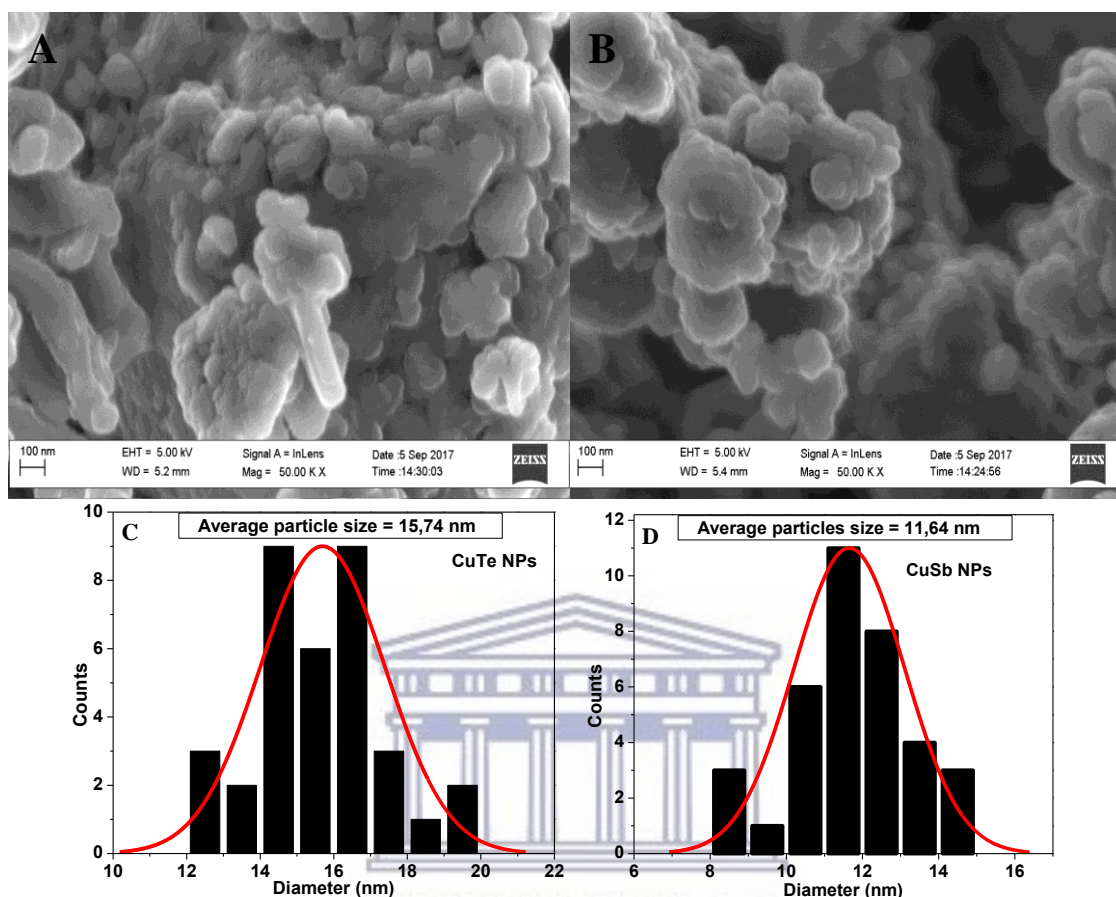 A
100 nm
EHT = 5.00 kV
Signal A = InLens
Date :5 Sep 2017
WD = 5.2 mm
Mag = 50.00 K X
Time :14:30:03
ZEISS
B
100 nm
EHT = 5.00 kV
Signal A = InLens
Date :5 Sep 2017
WD = 5.4 mm
Mag = 50.00 K X
Time :14:24:56
ZEISS
C
Average particle size = 15,74 nm
CuTe NPs
Counts
10
8
6
4
2
0
10 12 14 16 18 20 22
Diameter (nm)
D
Average particles size = 11,64 nm
CuSb NPs
Counts
12
10
8
6
4
2
0
6 8 10 12 14 16
Diameter (nm)